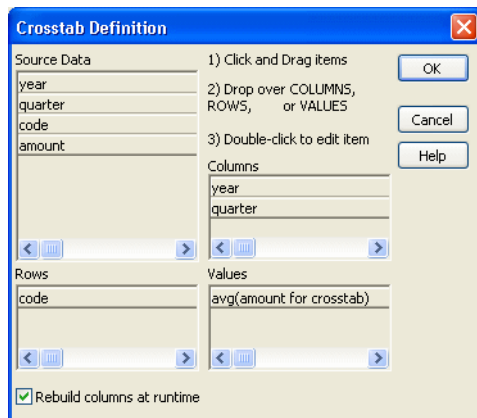 Crosstab Definition
Source Data
year
quarter
code
amount
1) Click and Drag items
2) Drop over COLUMNS,
ROWS, or VALUES
3) Double-click to edit item
OK
Cancel
Help
Columns
year
quarter
Rows
code
Values
avg(amount for crosstab)
Rebuild columns at runtime